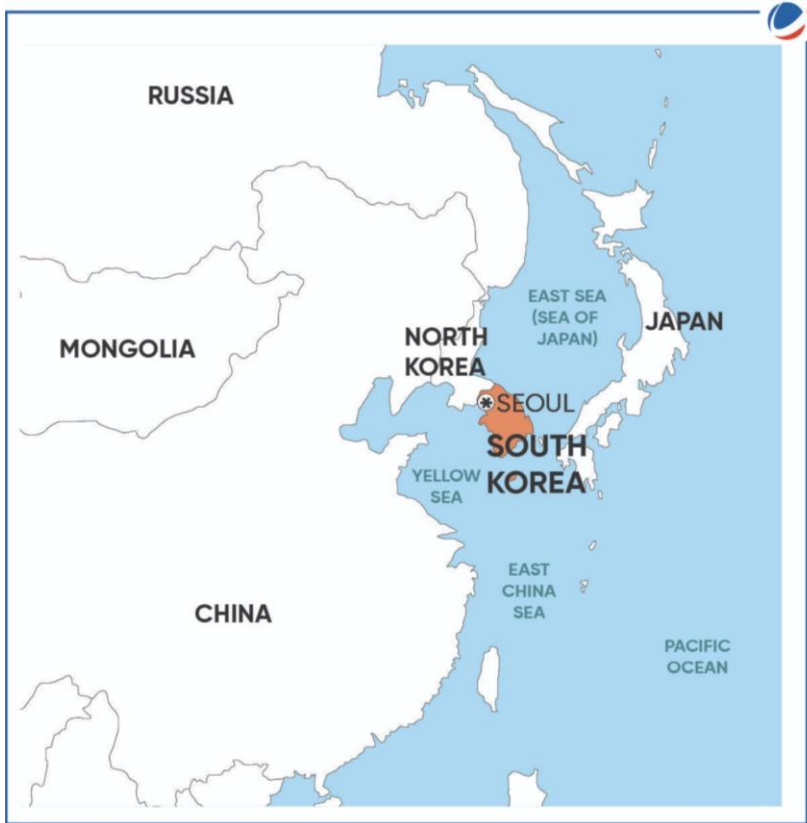 RUSSIA
MONGOLIA
NORTH
KOREA
EAST SEA
(SEA OF
JAPAN)
JAPAN
SEOUL
SOUTH
KOREA
YELLOW
SEA
EAST
CHINA
SEA
CHINA
PACIFIC
OCEAN